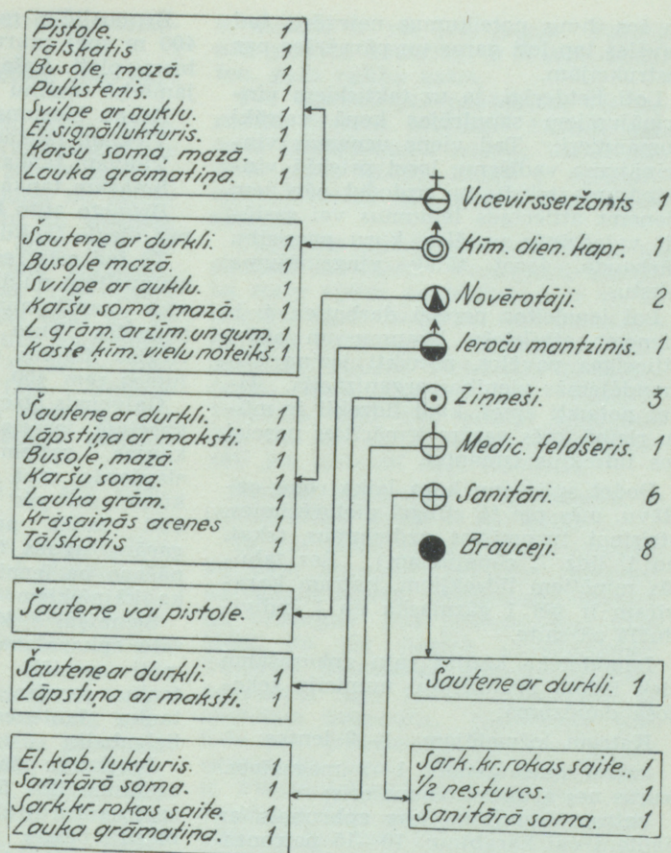 Pistole. 1
Tālskatis 1
Busole, mazā. 1
Pulkstenis. 1
Svilpe ar auklu. 1
El. signāllukturis. 1
Karšu soma, mazā. 1
Lauka grāmatiņa. 1
Vicevirsseržants 1
Šautene ar durkli. 1
Busole mazā. 1
Svilpe ar auklu. 1
Karšu soma, mazā. 1
L. grām. ar zīm. un gum. 1
Kaste ķīm. vielu noteikš. 1
Ķīm. dien. kapr. 1
Novērotāji. 2
Ieroču mantzinis. 1
Ziņneši. 3
Medic. feldšeris. 1
Sanitāri. 6
Brauceji. 8
Šautene ar durkli. 1
Lāpstiņa ar maksti. 1
Busole, mazā. 1
Karšu soma. 1
Lauka grām. 1
Krāsainās acenes 1
Tālskatis 1
Šautene vai pistole. 1
Šautene ar durkli. 1
Lāpstiņa ar maksti. 1
Šautene ar durkli. 1
El. kab. lukturis. 1
Sanitārā soma. 1
Sark. kr. rokas saite. 1
Lauka grāmatiņa. 1
Sark. kr. rokas saite. 1
1/2 nestuves. 1
Sanitārā soma. 1